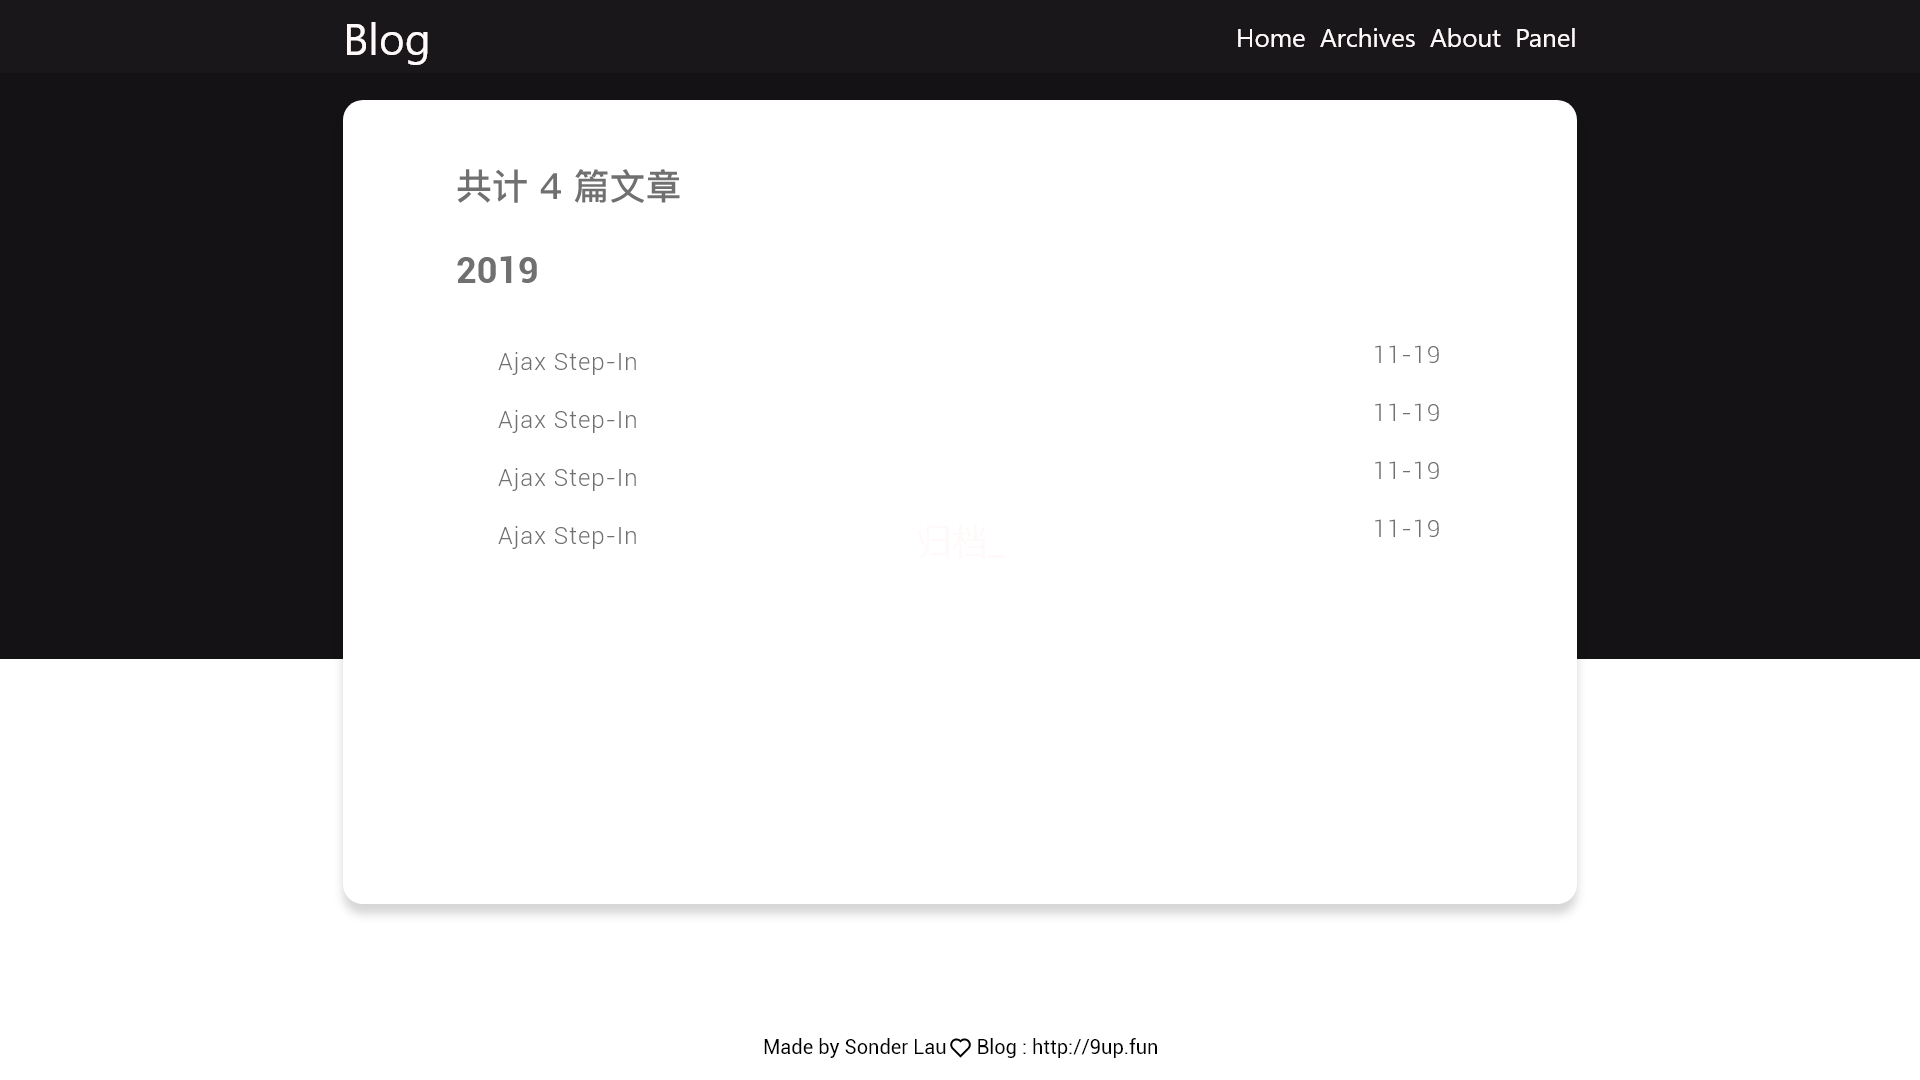 Blog
Home Archives About Panel
共计 4 篇文章
2019
Ajax Step-In 11-19
Ajax Step-In 11-19
Ajax Step-In 11-19
Ajax Step-In 11-19
归档_
Made by Sonder Lau Blog : http://9up.fun